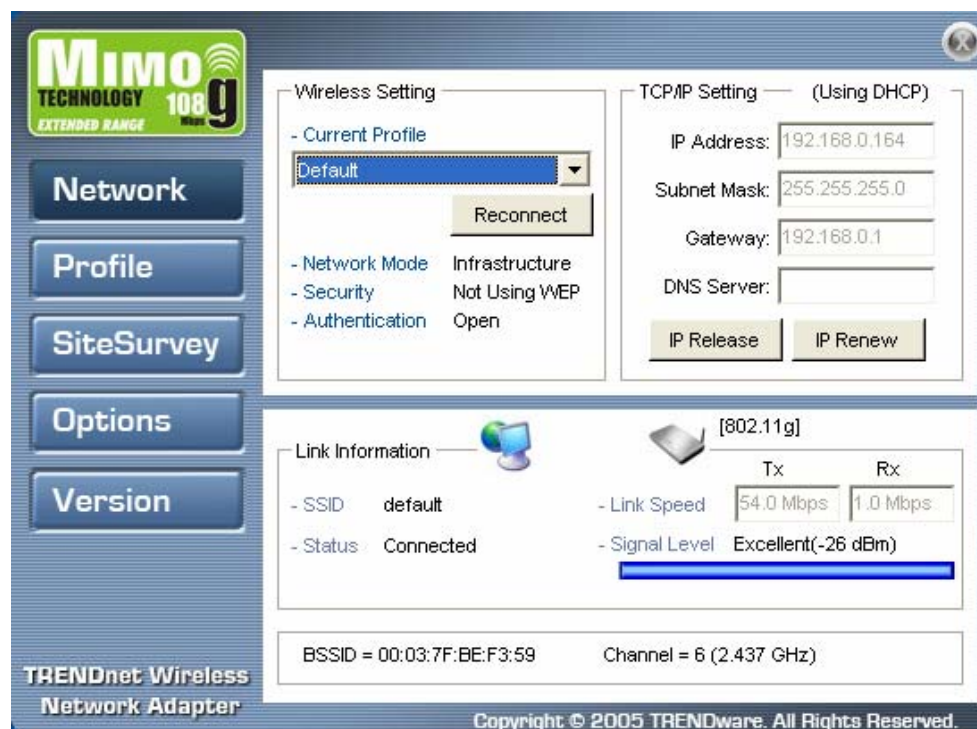 MIMO
TECHNOLOGY 108 Mbps g
EXTENDED RANGE
Network
Profile
SiteSurvey
Options
Version
TRENDnet Wireless
Network Adapter
Wireless Setting
- Current Profile
Default
Reconnect
- Network Mode Infrastructure
- Security Not Using WEP
- Authentication Open
TCP/IP Setting (Using DHCP)
IP Address: 192.168.0.164
Subnet Mask: 255.255.255.0
Gateway: 192.168.0.1
DNS Server:
IP Release IP Renew
Link Information
- SSID default
- Status Connected
[802.11g]
Tx Rx
- Link Speed 54.0 Mbps 1.0 Mbps
- Signal Level Excellent(-26 dBm)
BSSID = 00:03:7F:BE:F3:59 Channel = 6 (2.437 GHz)
Copyright © 2005 TRENDware. All Rights Reserved.